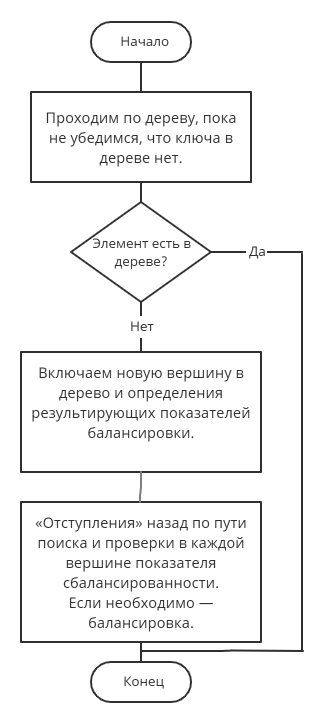 Начало
Проходим по дереву, пока
не убедимся, что ключа в
дереве нет.
Элемент есть в
дереве?
Да
Нет
Включаем новую вершину в
дерево и определения
результирующих показателей
балансировки.
«Отступления» назад по пути
поиска и проверки в каждой
вершине показателя
сбалансированности.
Если необходимо —
балансировка.
Конец